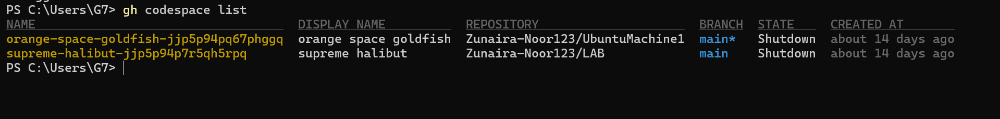 PS C:\Users\G7> gh codespace list
NAME DISPLAY NAME REPOSITORY BRANCH STATE CREATED AT
orange-space-goldfish-jjp5p94pq67phggq orange space goldfish Zunaira-Noor123/UbuntuMachine1 main* Shutdown about 14 days ago
supreme-halibut-jjp5p94p7r5qh5rpq supreme halibut Zunaira-Noor123/LAB main Shutdown about 14 days ago
PS C:\Users\G7>